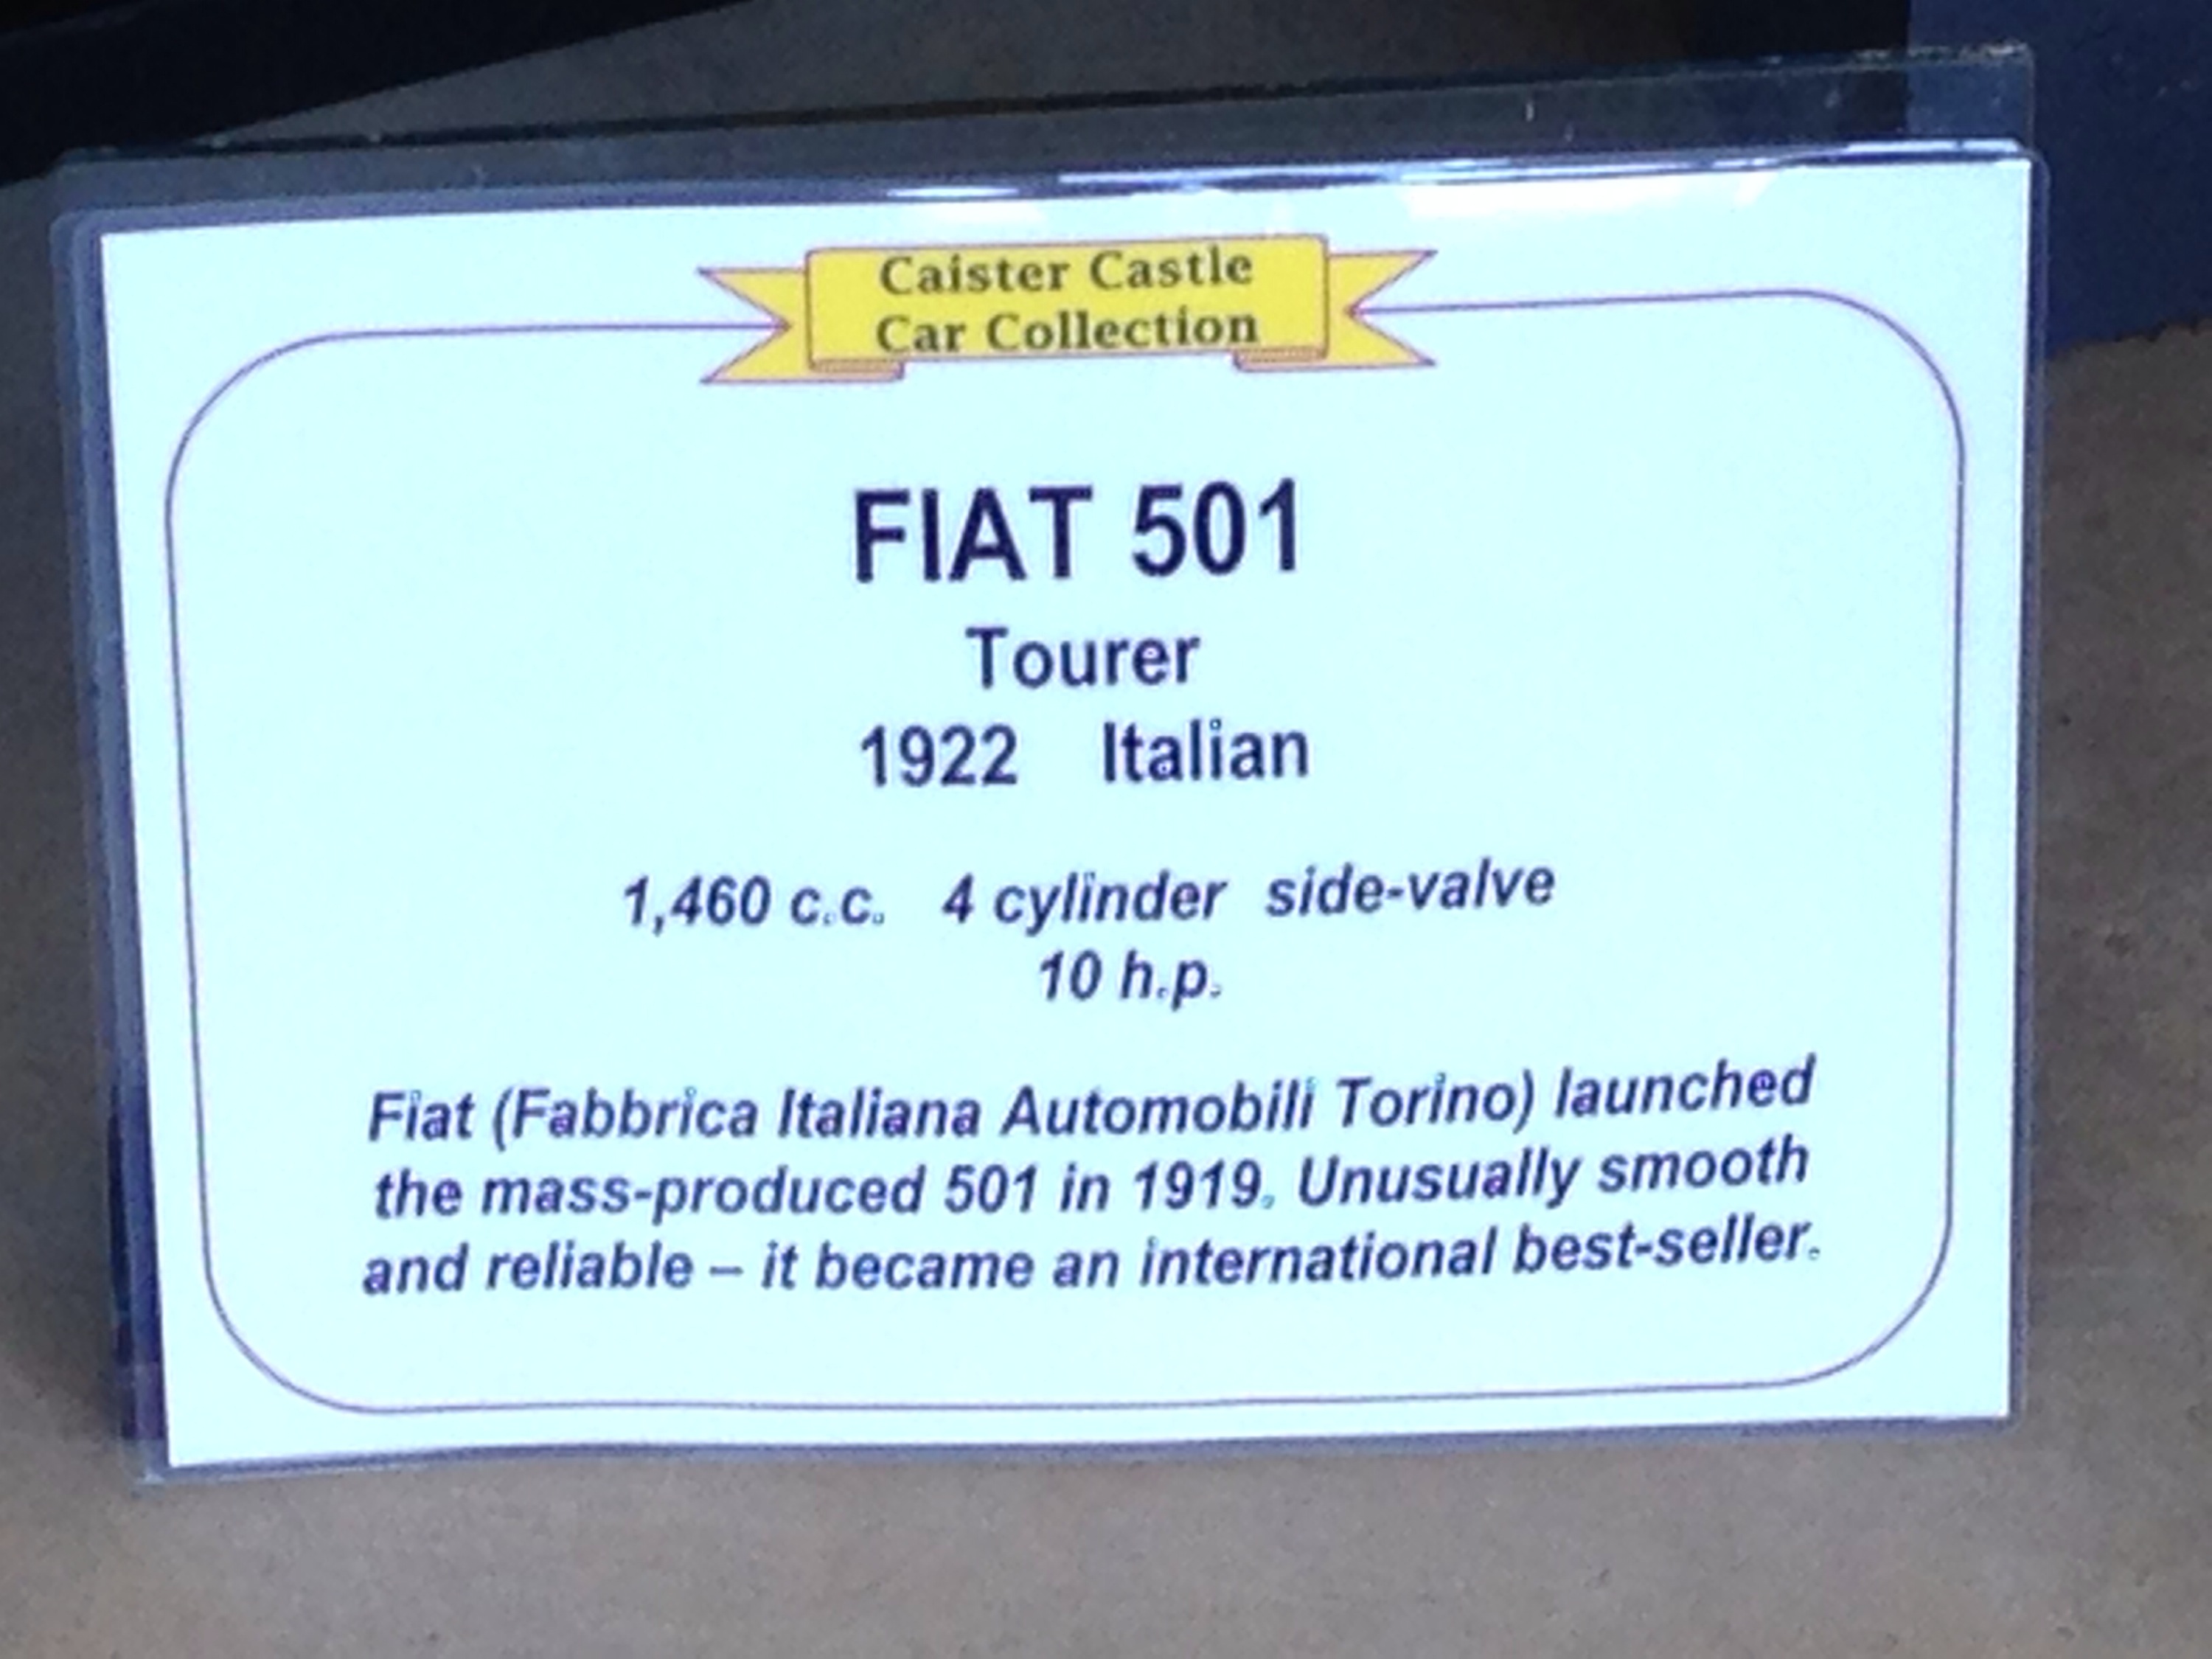 Caister Castle
Car Collection
FIAT 501
Tourer
1922 Italian
1,460 c.c. 4 cylinder side-valve
10 h.p.
Fiat (Fabbrica Italiana Automobili Torino) launched
the mass-produced 501 in 1919. Unusually smooth
and reliable – it became an international best-seller.